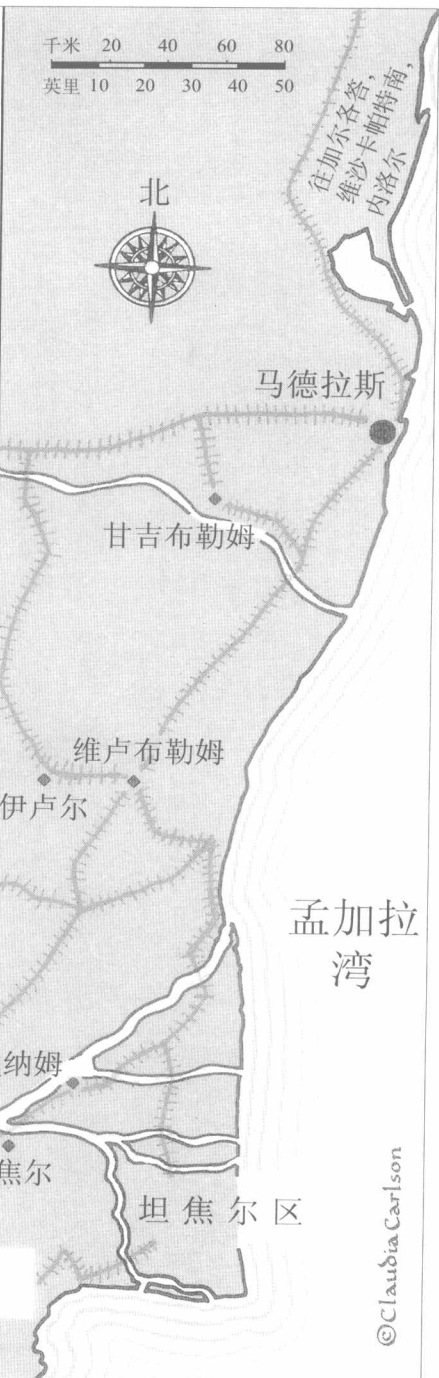 千米 20 40 60 80
英里 10 20 30 40 50
往加尔各答，
维沙卡帕特南，
内洛尔
北
马德拉斯
甘吉布勒姆
维卢布勒姆
伊卢尔
孟加拉
湾
纳姆
焦尔
坦焦尔区
©Claudia Carlson